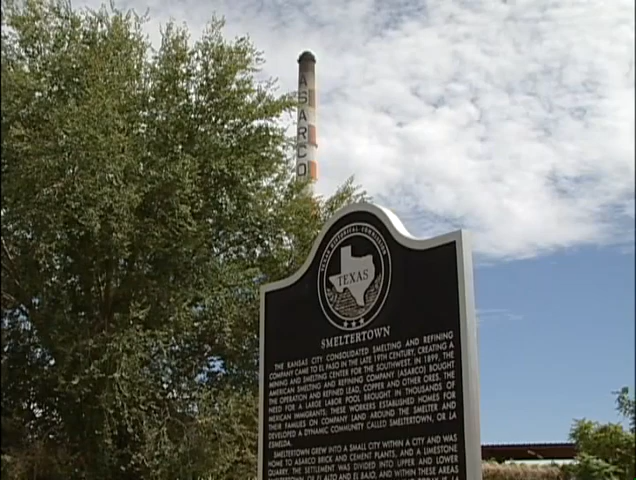 ASARCO
TEXAS HISTORICAL COMMISSION
TEXAS
SMELTERTOWN
THE KANSAS CITY CONSOLIDATED SMELTING AND REFINING
COMPANY CAME TO EL PASO IN THE LATE 19TH CENTURY, CREATING A
MINING AND SMELTING CENTER FOR THE SOUTHWEST. IN 1899, THE
AMERICAN SMELTING AND REFINING COMPANY (ASARCO) BOUGHT
THE OPERATION AND REFINED LEAD, COPPER AND OTHER ORES. THE
NEED FOR A LARGE LABOR POOL BROUGHT IN THOUSANDS OF
MEXICAN IMMIGRANTS. THESE WORKERS ESTABLISHED HOMES FOR
THEIR FAMILIES ON COMPANY LAND AROUND THE SMELTER AND
DEVELOPED A DYNAMIC COMMUNITY CALLED SMELTERTOWN, OR LA
ESMELDA.
SMELTERTOWN GREW INTO A SMALL CITY WITHIN A CITY AND WAS
HOME TO ASARCO BRICK AND CEMENT PLANTS, AND A LIMESTONE
QUARRY. THE SETTLEMENT WAS DIVIDED INTO UPPER AND LOWER
SMELTERTOWN, OR EL ALTO AND EL BAJO, AND WITHIN THESE AREAS